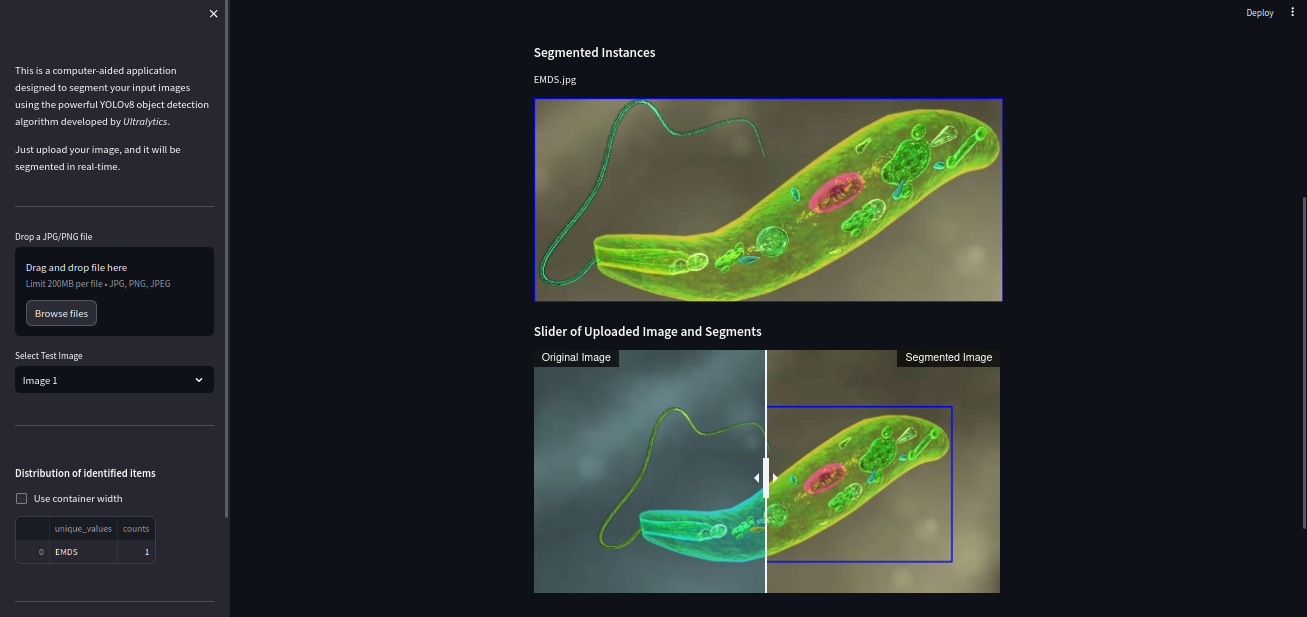 Deploy
This is a computer-aided application
designed to segment your input images
using the powerful YOLOv8 object detection
algorithm developed by Ultralytics.
Just upload your image, and it will be
segmented in real-time.
Drop a JPG/PNG file
Drag and drop file here
Limit 200MB per file • JPG, PNG, JPEG
Browse files
Select Test Image
Image 1
Distribution of identified items
Use container width
unique_values counts
0 EMDS 1
Segmented Instances
EMDS.jpg
Slider of Uploaded Image and Segments
Original Image
Segmented Image